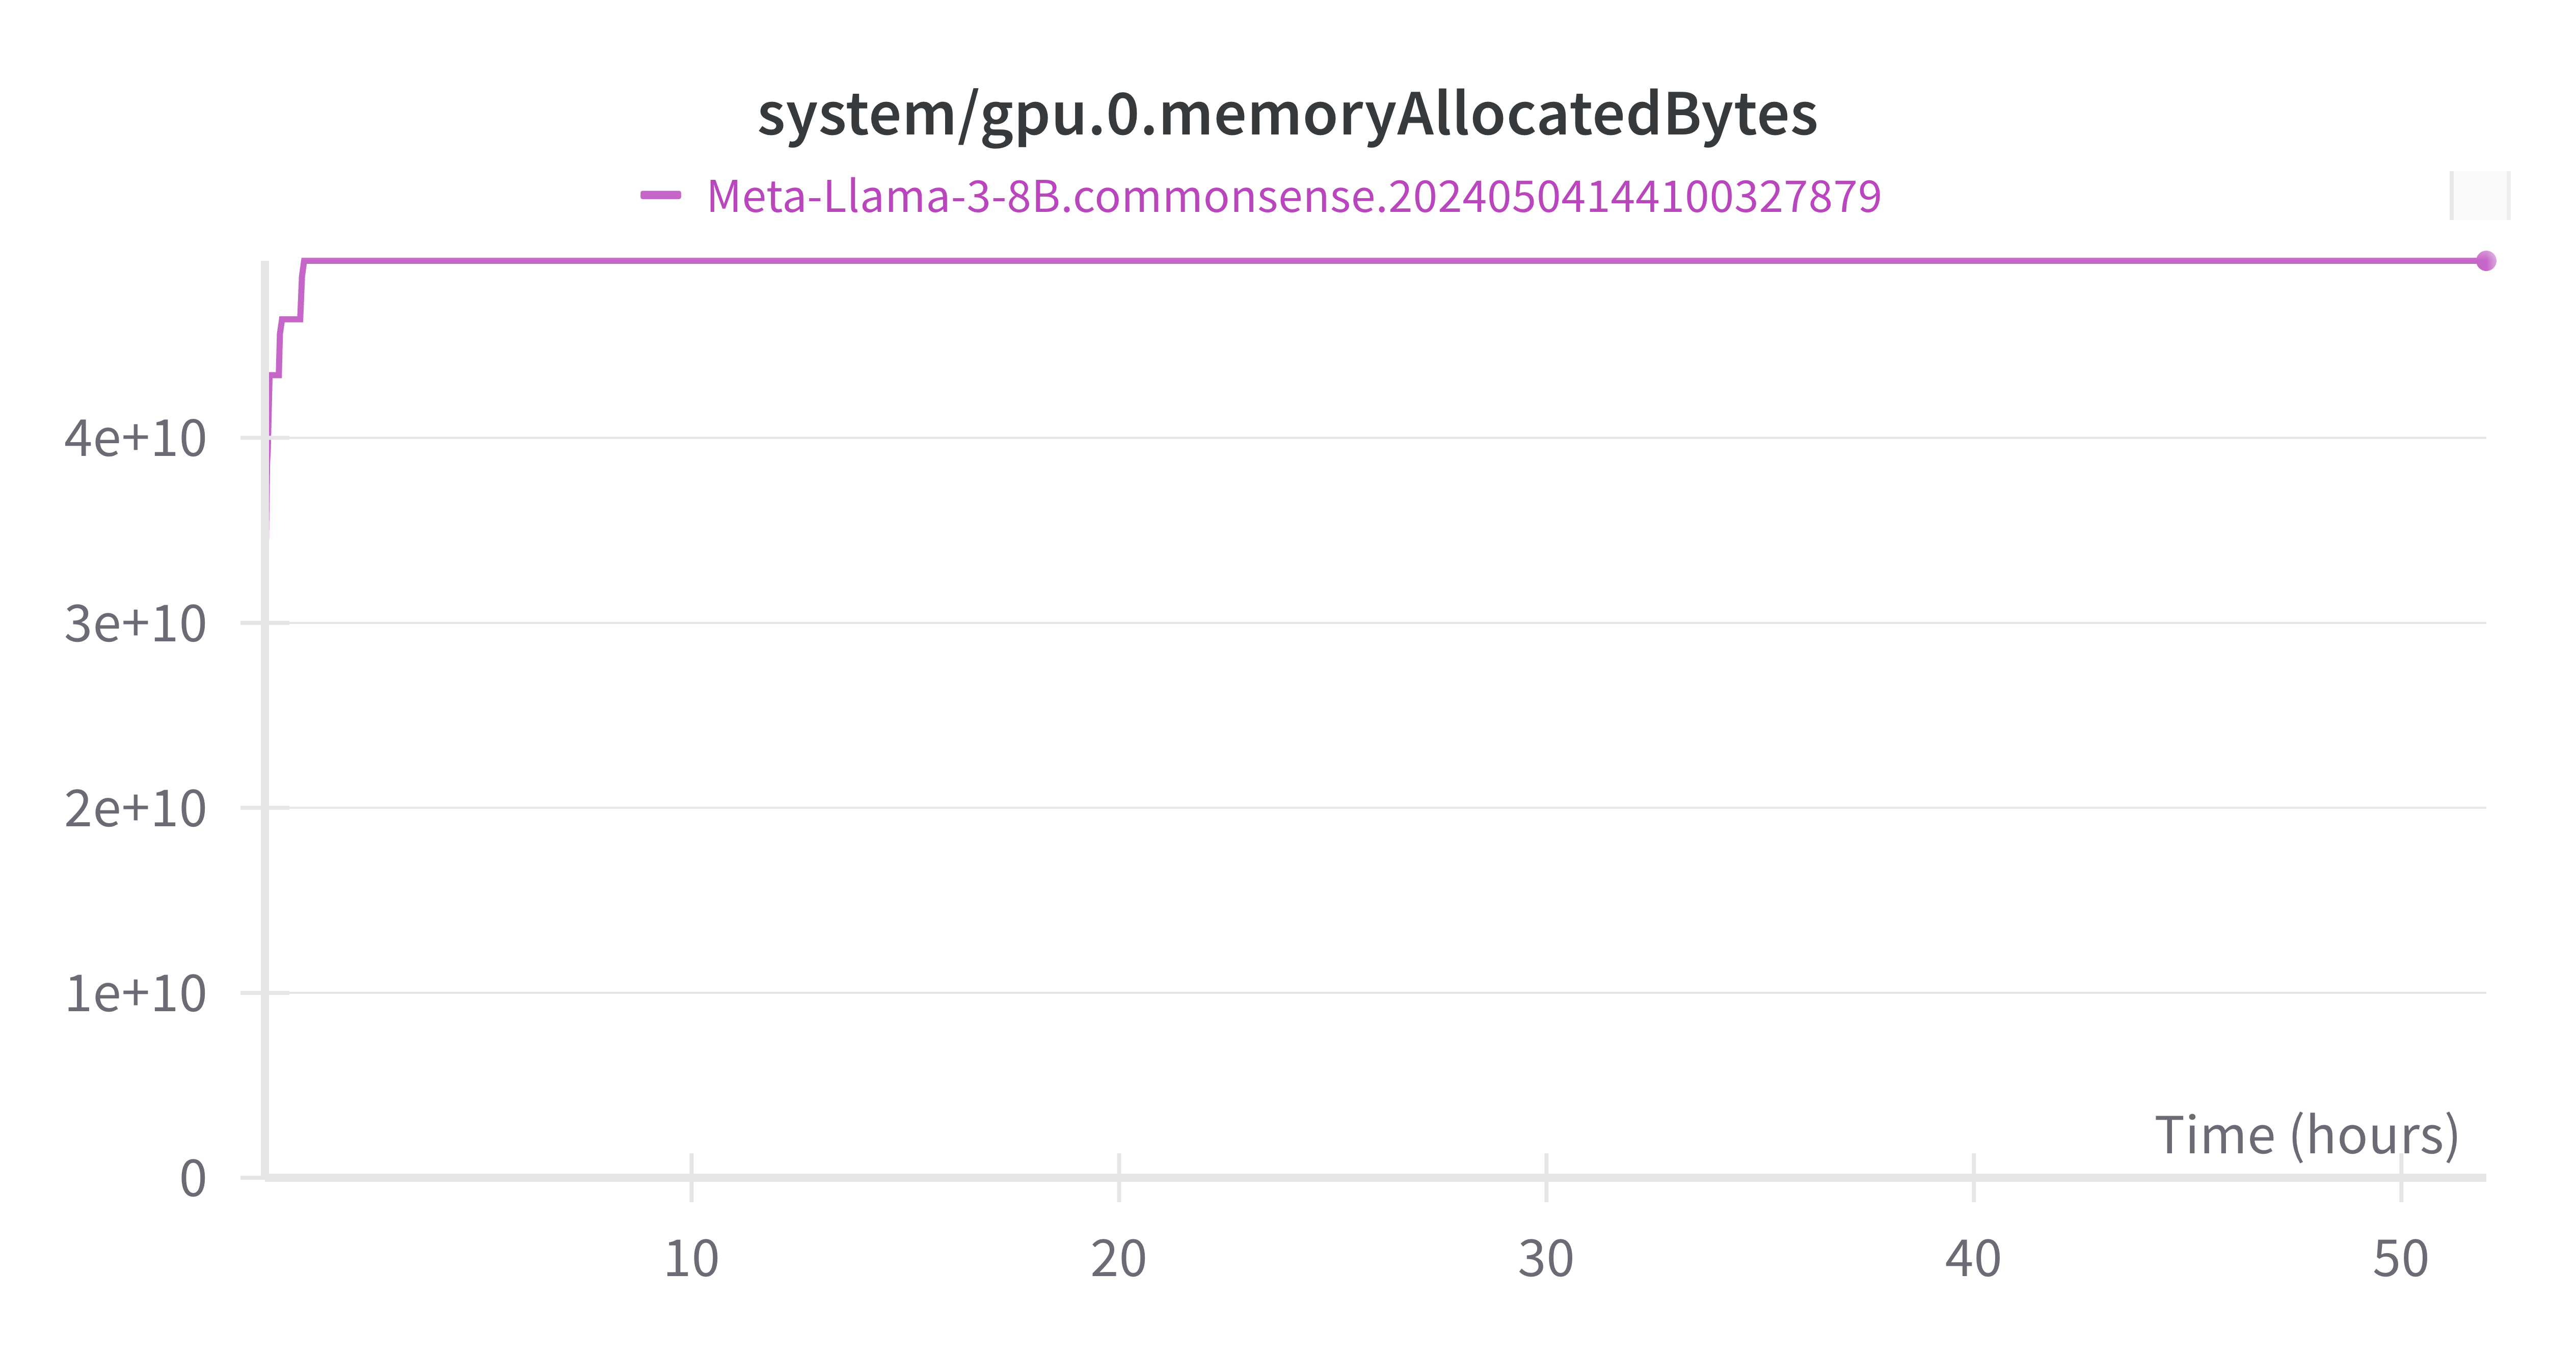 system/gpu.0.memoryAllocatedBytes
Meta-Llama-3-8B.commonsense.20240504144100327879
4e+10
3e+10
2e+10
1e+10
0
Time (hours)
10 20 30 40 50